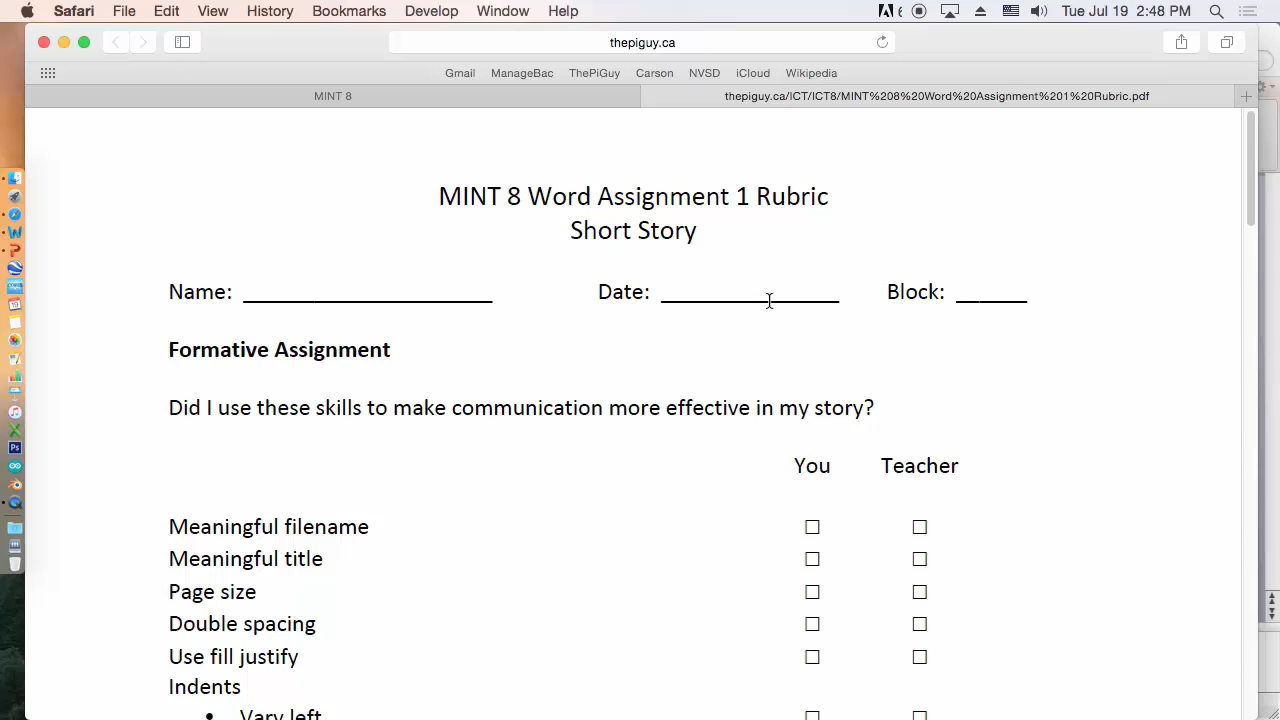 Safari File Edit View History Bookmarks Develop Window Help 6 Tue Jul 19 2:48 PM
thepiguy.ca
Gmail ManageBac ThePiGuy Carson NVSD iCloud Wikipedia
MINT 8 thepiguy.ca/ICT/ICT8/MINT%208%20Word%20Assignment%201%20Rubric.pdf
MINT 8 Word Assignment 1 Rubric
Short Story
Name: Date: Block:
Formative Assignment
Did I use these skills to make communication more effective in my story?
You Teacher
Meaningful filename
Meaningful title
Page size
Double spacing
Use fill justify
Indents
• Vary left